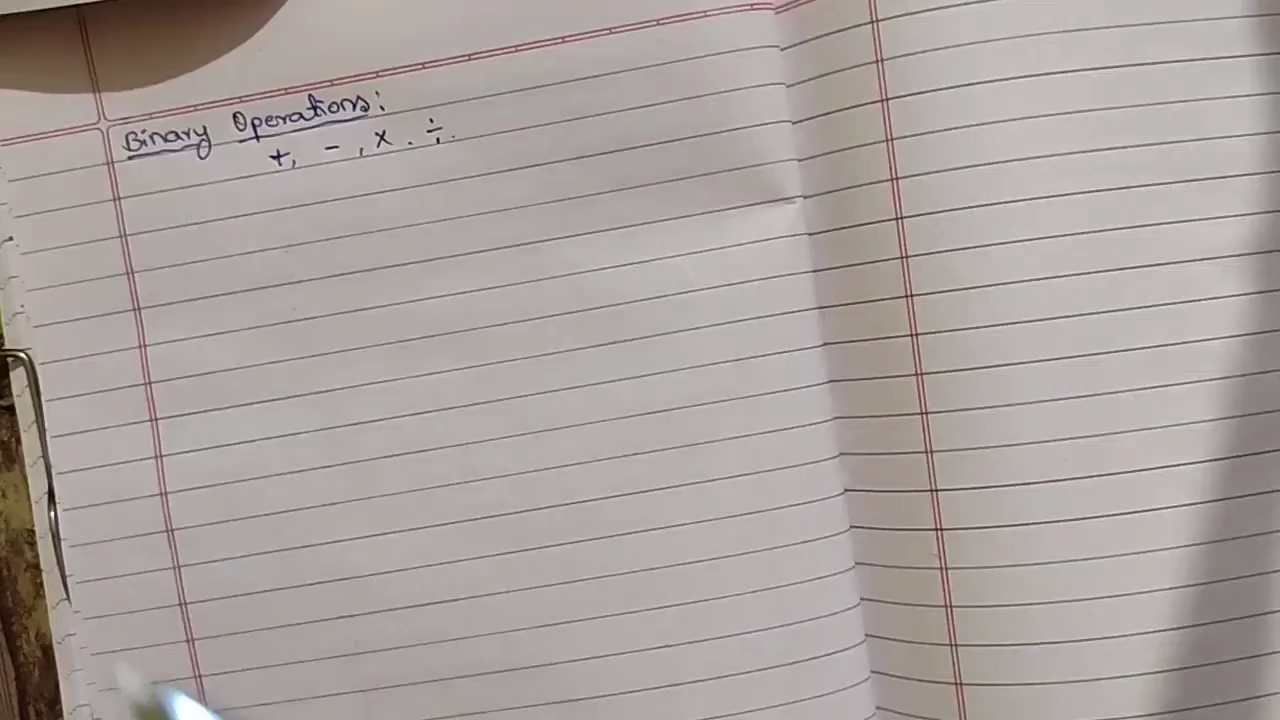 Binary Operations:
+, - , × . ÷.